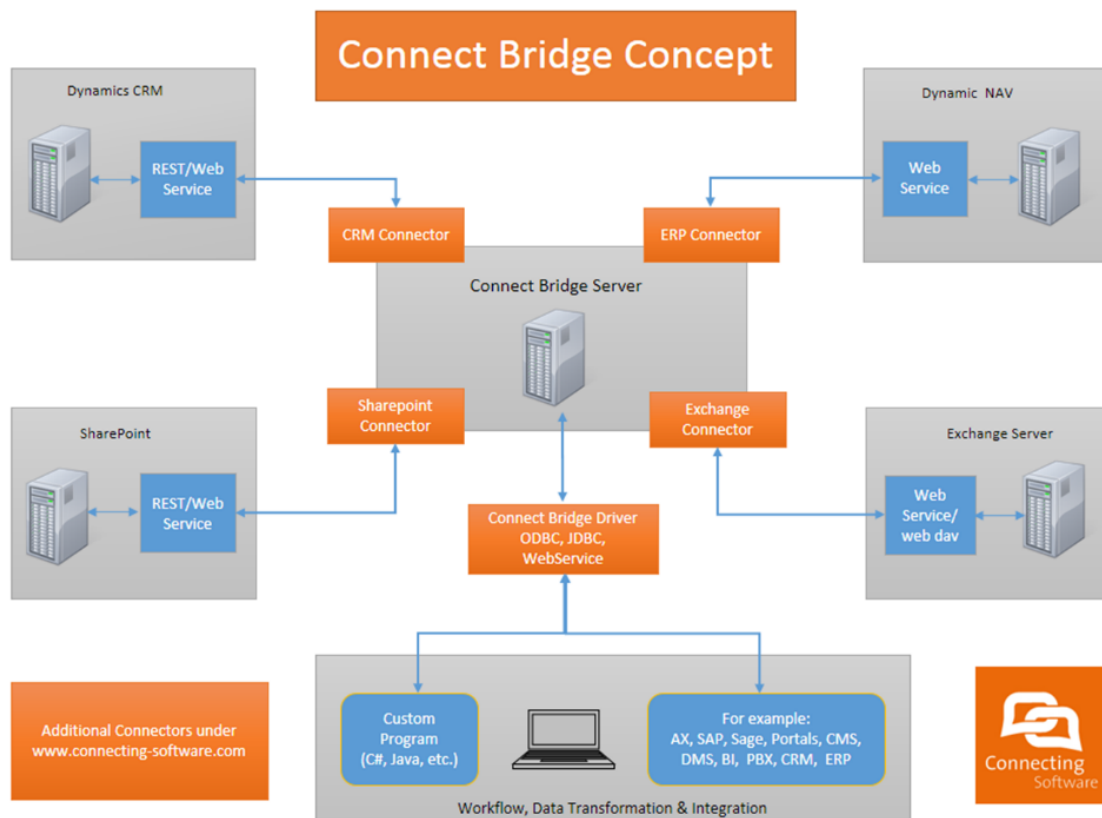 Connect Bridge Concept
Dynamics CRM
REST/Web
Service
Dynamic NAV
Web
Service
CRM Connector
ERP Connector
Connect Bridge Server
Sharepoint
Connector
Exchange
Connector
SharePoint
REST/Web
Service
Exchange Server
Web
Service/
web dav
Connect Bridge Driver
ODBC, JDBC,
WebService
Additional Connectors under
www.connecting-software.com
Custom
Program
(C#, Java, etc.)
For example:
AX, SAP, Sage, Portals, CMS,
DMS, BI, PBX, CRM, ERP
Workflow, Data Transformation & Integration
Connecting
Software